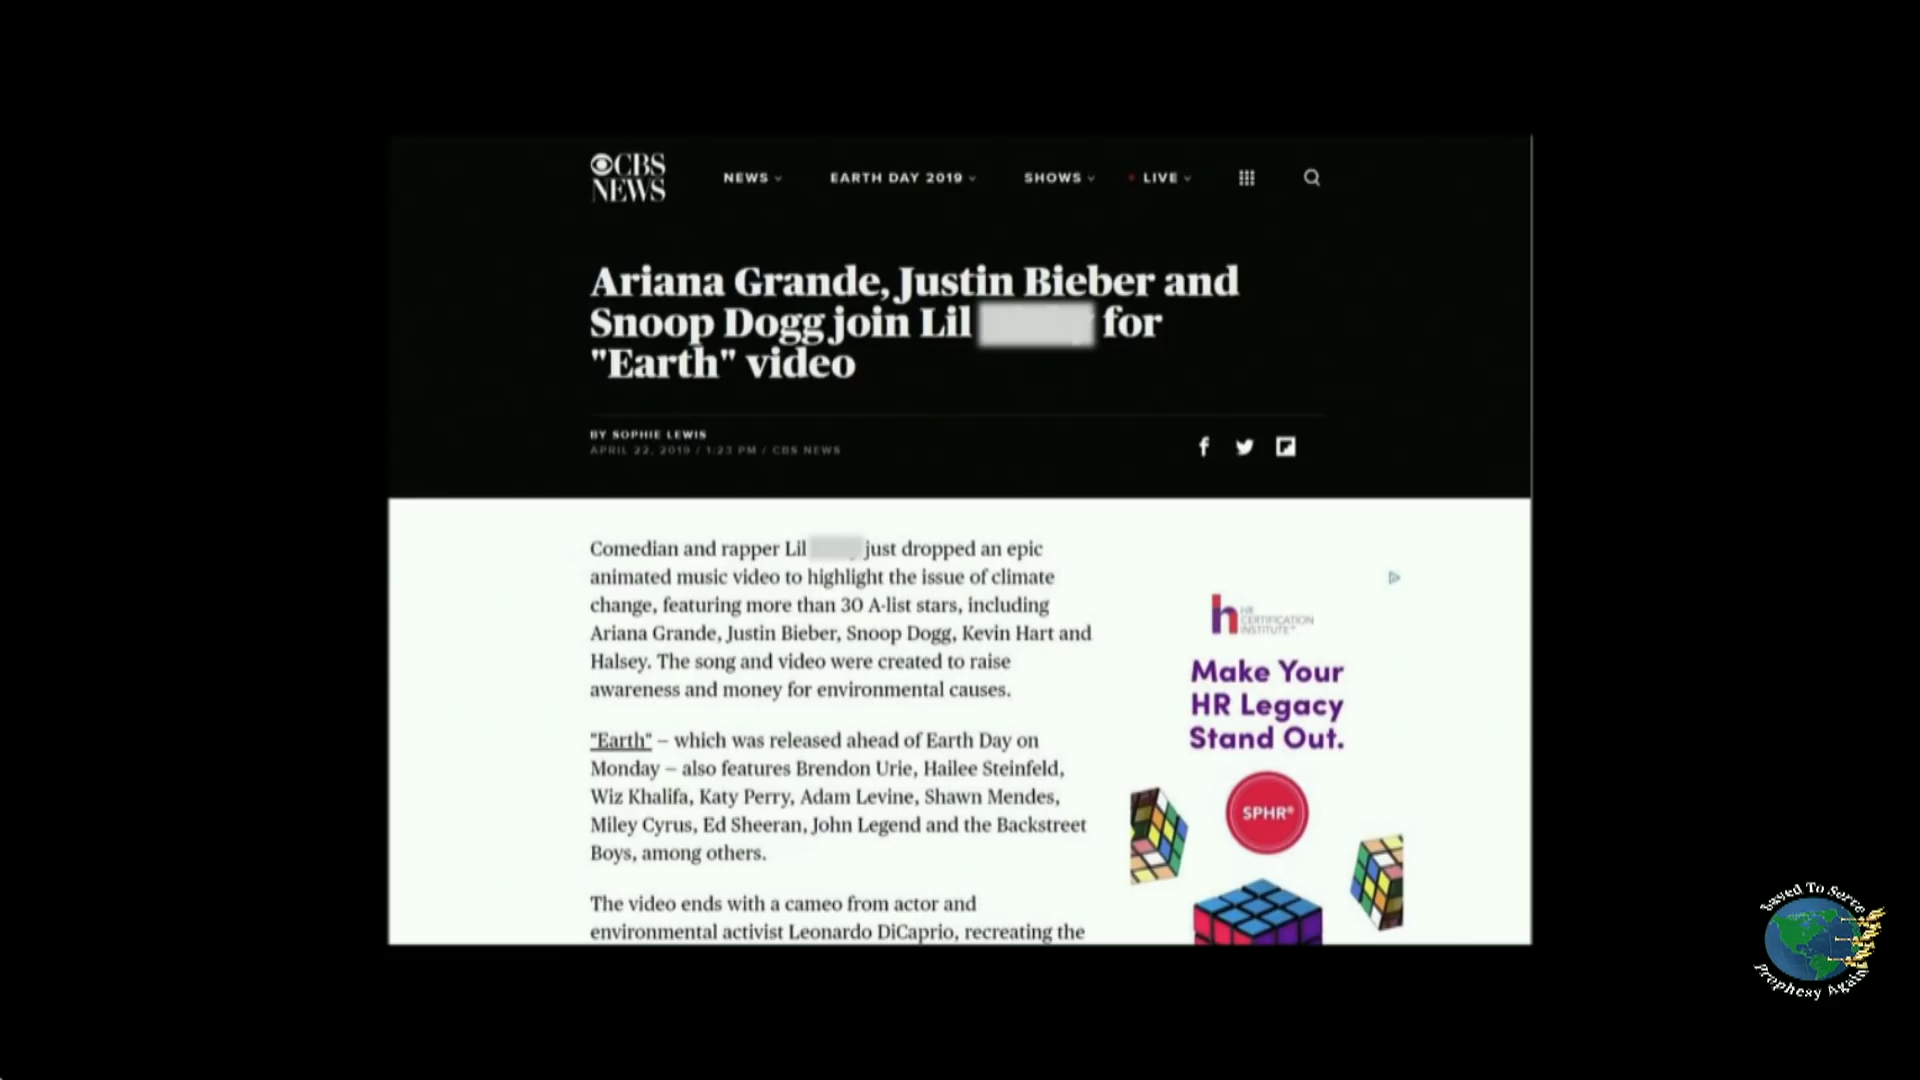 CBS
NEWS
NEWS
EARTH DAY 2019
SHOWS
LIVE
Ariana Grande, Justin Bieber and
Snoop Dogg join Lil for
"Earth" video
BY SOPHIE LEWIS
APRIL 22, 2019 / 1:23 PM / CBS NEWS
Comedian and rapper Lil just dropped an epic
animated music video to highlight the issue of climate
change, featuring more than 30 A-list stars, including
Ariana Grande, Justin Bieber, Snoop Dogg, Kevin Hart and
Halsey. The song and video were created to raise
awareness and money for environmental causes.
"Earth" – which was released ahead of Earth Day on
Monday – also features Brendon Urie, Hailee Steinfeld,
Wiz Khalifa, Katy Perry, Adam Levine, Shawn Mendes,
Miley Cyrus, Ed Sheeran, John Legend and the Backstreet
Boys, among others.
The video ends with a cameo from actor and
environmental activist Leonardo DiCaprio, recreating the
h HR
CERTIFICATION
INSTITUTE™
Make Your
HR Legacy
Stand Out.
SPHR®
To Serve
Prophesy Again